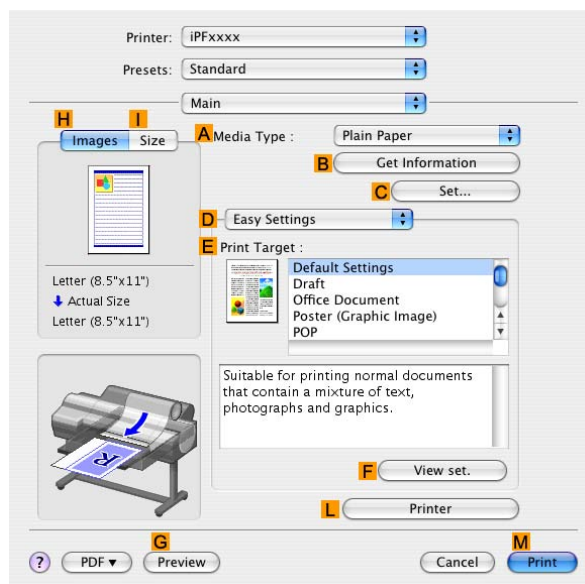 Printer: iPFxxxx
Presets: Standard
Main
H I
Images Size
A Media Type : Plain Paper
B Get Information
C Set...
D Easy Settings
E Print Target :
Default Settings
Draft
Office Document
Poster (Graphic Image)
POP
Letter (8.5"x11")
Actual Size
Letter (8.5"x11")
Suitable for printing normal documents
that contain a mixture of text,
photographs and graphics.
R
F View set.
L Printer
G M
? PDF Preview Cancel Print